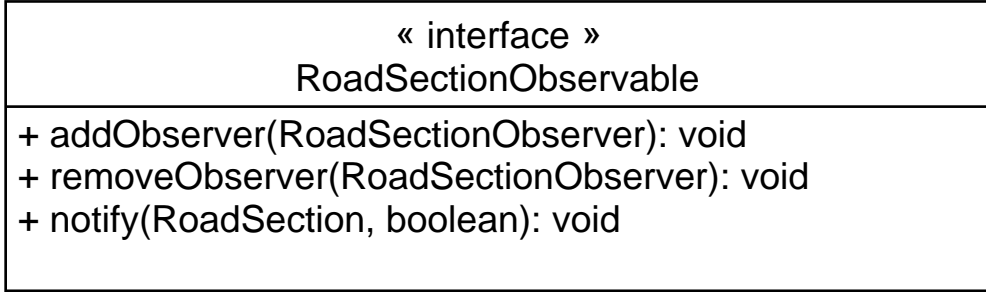 « interface »
RoadSectionObservable
+ addObserver(RoadSectionObserver): void
+ removeObserver(RoadSectionObserver): void
+ notify(RoadSection, boolean): void